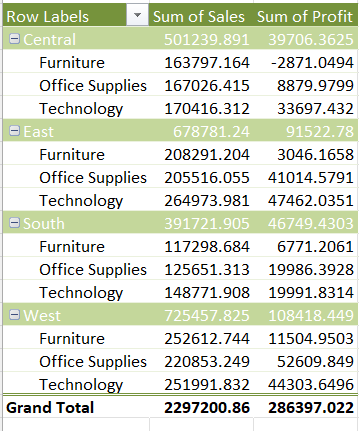 Row Labels Sum of Sales Sum of Profit
Central 501239.891 39706.3625
Furniture 163797.164 -2871.0494
Office Supplies 167026.415 8879.9799
Technology 170416.312 33697.432
East 678781.24 91522.78
Furniture 208291.204 3046.1658
Office Supplies 205516.055 41014.5791
Technology 264973.981 47462.0351
South 391721.905 46749.4303
Furniture 117298.684 6771.2061
Office Supplies 125651.313 19986.3928
Technology 148771.908 19991.8314
West 725457.825 108418.449
Furniture 252612.744 11504.9503
Office Supplies 220853.249 52609.849
Technology 251991.832 44303.6496
Grand Total 2297200.86 286397.022